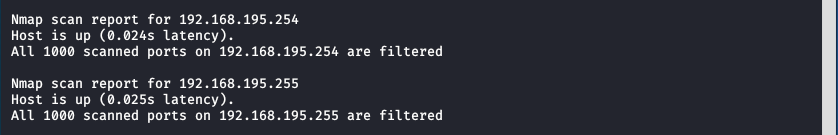 Nmap scan report for 192.168.195.254
Host is up (0.024s latency).
All 1000 scanned ports on 192.168.195.254 are filtered
Nmap scan report for 192.168.195.255
Host is up (0.025s latency).
All 1000 scanned ports on 192.168.195.255 are filtered